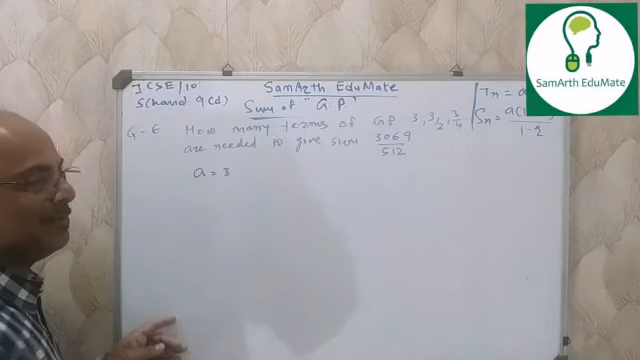 ICSE/10 SamArth EduMate
S Chand 9(d)
Sum of "G.P"
Q-6 How many terms of GP 3, 3/2, 3/4
are needed to give sum 3069/512
a = 3
Tn = a
Sn = a(1
1-r
SamArth EduMate